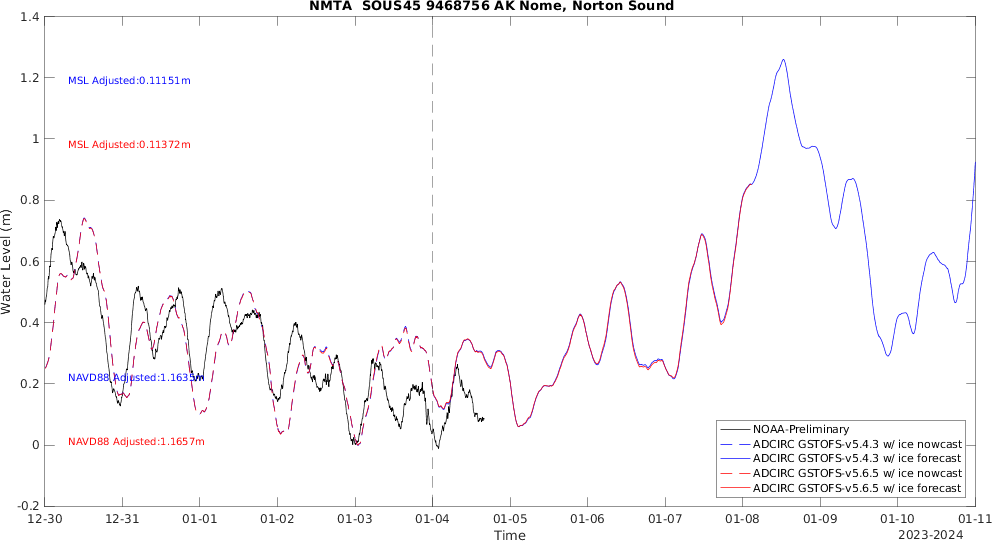 NMTA SOUS45 9468756 AK Nome, Norton Sound
1.4
1.2
1
0.8
0.6
0.4
0.2
0
-0.2
Water Level (m)
MSL Adjusted:0.11151m
MSL Adjusted:0.11372m
NAVD88 Adjusted:1.1635m
NAVD88 Adjusted:1.1657m
NOAA-Preliminary
ADCIRC GSTOFS-v5.4.3 w/ ice nowcast
ADCIRC GSTOFS-v5.4.3 w/ ice forecast
ADCIRC GSTOFS-v5.6.5 w/ ice nowcast
ADCIRC GSTOFS-v5.6.5 w/ ice forecast
12-30 12-31 01-01 01-02 01-03 01-04 01-05 01-06 01-07 01-08 01-09 01-10 01-11
Time
2023-2024